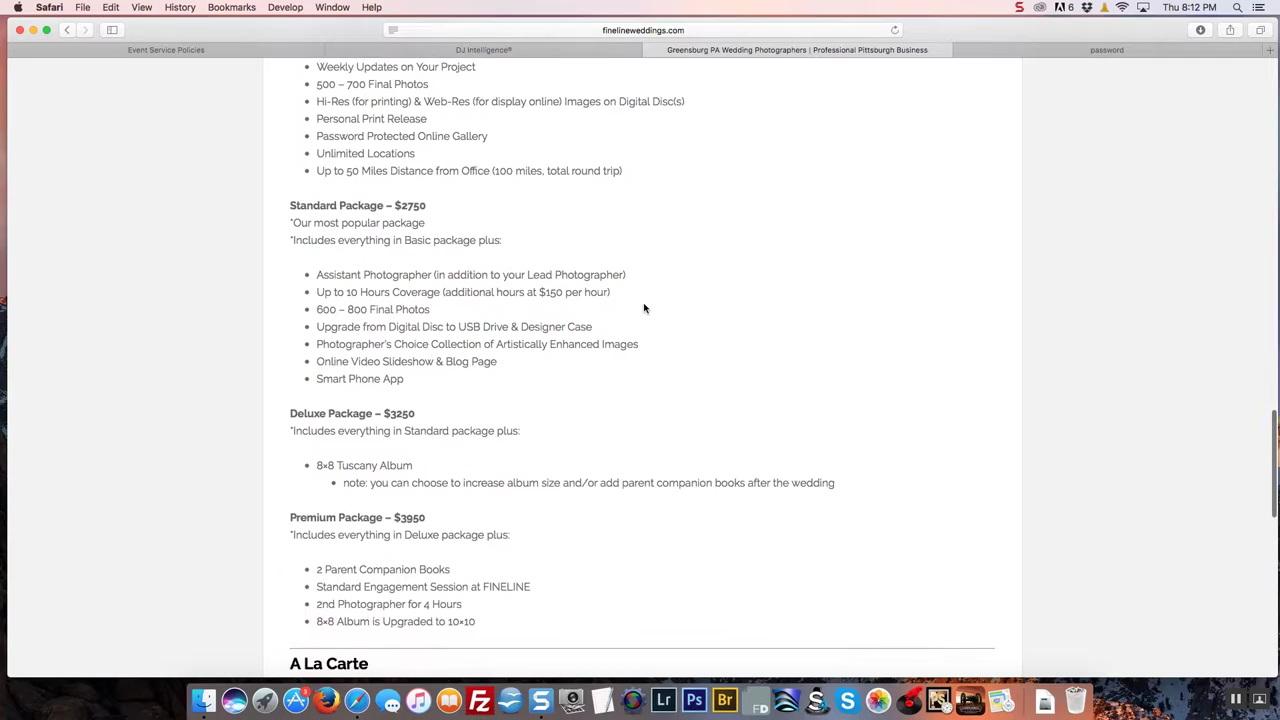 Safari File Edit View History Bookmarks Develop Window Help
6 Thu 8:12 PM
finelineweddings.com
Event Service Policies DJ Intelligence® Greensburg PA Wedding Photographers | Professional Pittsburgh Business password
• Weekly Updates on Your Project
• 500 – 700 Final Photos
• Hi-Res (for printing) & Web-Res (for display online) Images on Digital Disc(s)
• Personal Print Release
• Password Protected Online Gallery
• Unlimited Locations
• Up to 50 Miles Distance from Office (100 miles, total round trip)
Standard Package – $2750
*Our most popular package
*Includes everything in Basic package plus:
• Assistant Photographer (in addition to your Lead Photographer)
• Up to 10 Hours Coverage (additional hours at $150 per hour)
• 600 – 800 Final Photos
• Upgrade from Digital Disc to USB Drive & Designer Case
• Photographer's Choice Collection of Artistically Enhanced Images
• Online Video Slideshow & Blog Page
• Smart Phone App
Deluxe Package – $3250
*Includes everything in Standard package plus:
• 8×8 Tuscany Album
• note: you can choose to increase album size and/or add parent companion books after the wedding
Premium Package – $3950
*Includes everything in Deluxe package plus:
• 2 Parent Companion Books
• Standard Engagement Session at FINELINE
• 2nd Photographer for 4 Hours
• 8×8 Album is Upgraded to 10×10
A La Carte
Lr Ps Br FD